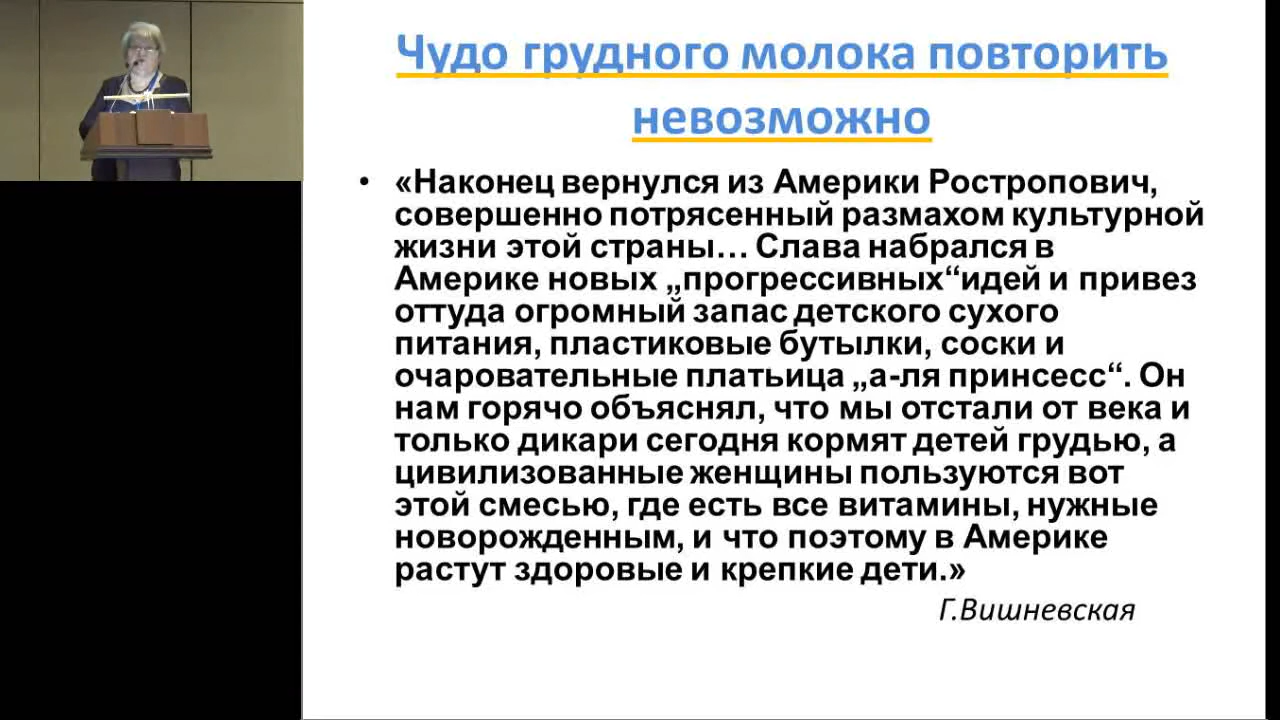 Чудо грудного молока повторить
невозможно
• «Наконец вернулся из Америки Ростропович,
совершенно потрясенный размахом культурной
жизни этой страны… Слава набрался в
Америке новых „прогрессивных“идей и привез
оттуда огромный запас детского сухого
питания, пластиковые бутылки, соски и
очаровательные платьица „а-ля принсесс“. Он
нам горячо объяснял, что мы отстали от века и
только дикари сегодня кормят детей грудью, а
цивилизованные женщины пользуются вот
этой смесью, где есть все витамины, нужные
новорожденным, и что поэтому в Америке
растут здоровые и крепкие дети.»
Г.Вишневская